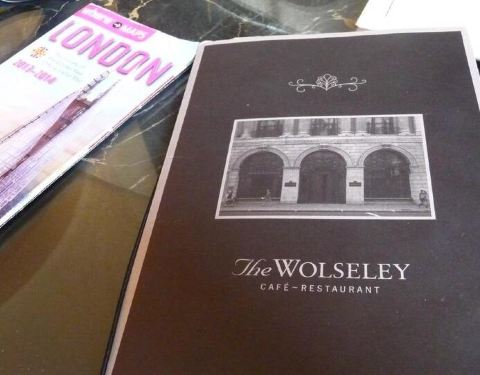 LONDON
2013-2014
The WOLSELEY
CAFÉ~RESTAURANT